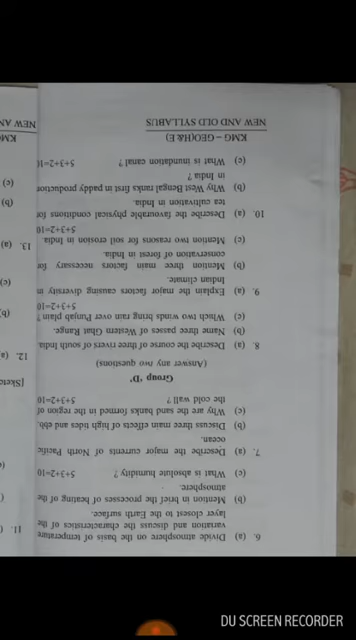 6. (a) Divide atmosphere on the basis of temperature
variation and discuss the characteristics of the
layer closest to the Earth surface.
(b) Mention in brief the processes of heating of the
atmosphere.
(c) What is absolute humidity ? 5+3+2=10
7. (a) Describe the major currents of North Pacific
ocean.
(b) Discuss three main effects of high tides and ebb.
(c) Why are the sand banks formed in the region of
the cold wall ? 5+3+2=10
Group 'D'
(Answer any two questions)
8. (a) Describe the course of three rivers of south India.
(b) Name three passes of Western Ghat Range.
(c) Which two winds bring rain over Punjab plain ?
5+3+2=10
9. (a) Explain the major factors causing diversity in
Indian climate.
(b) Mention three main factors necessary for
conservation of forest in India.
(c) Mention two reasons for soil erosion in India.
5+3+2=10
10. (a) Describe the favourable physical conditions for
tea cultivation in India.
(b) Why West Bengal ranks first in paddy production
in India ?
(c) What is inundation canal ? 5+3+2=10
KMG – GEO(H&E)
NEW AND OLD SYLLABUS
11.
[Sketc
12. (a)
(b)
(c)
13. (a)
(b)
(c)
KMG
NEW AN
DU SCREEN RECORDER